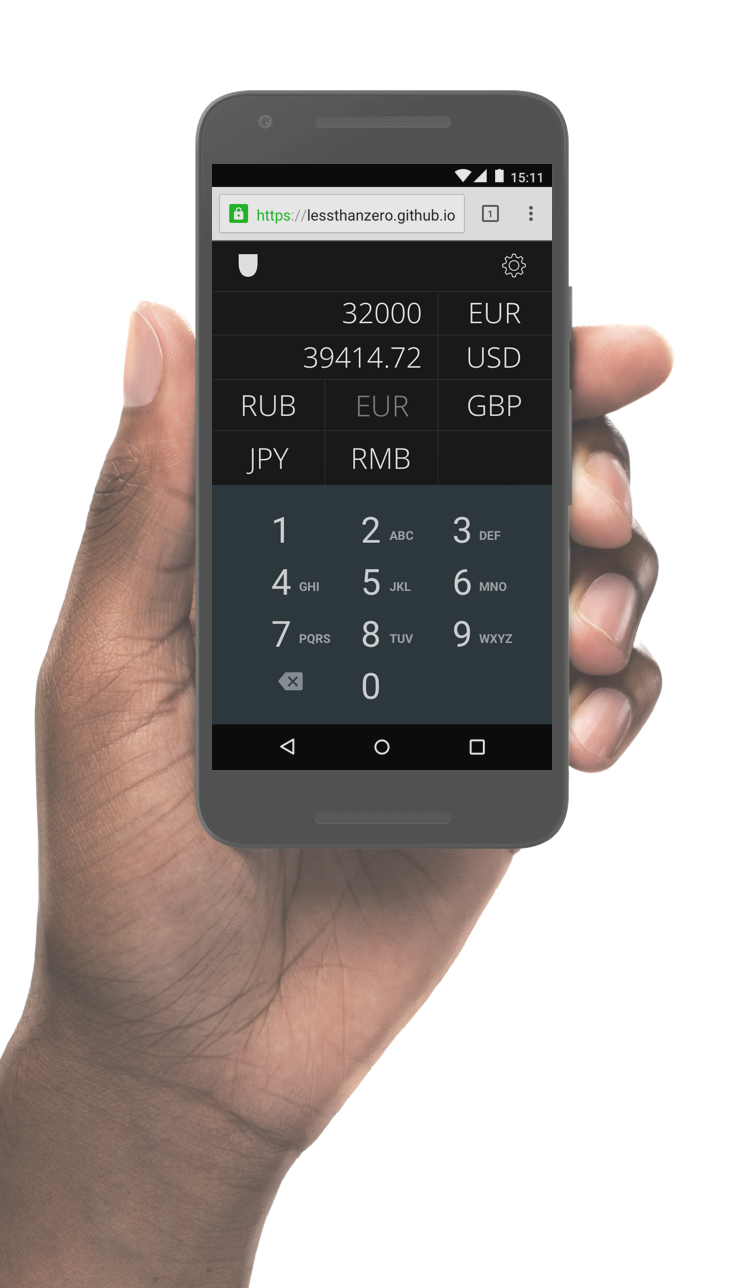 15:11
https://lessthanzero.github.io 1
32000 EUR
39414.72 USD
RUB EUR GBP
JPY RMB
1 2 ABC 3 DEF
4 GHI 5 JKL 6 MNO
7 PQRS 8 TUV 9 WXYZ
0